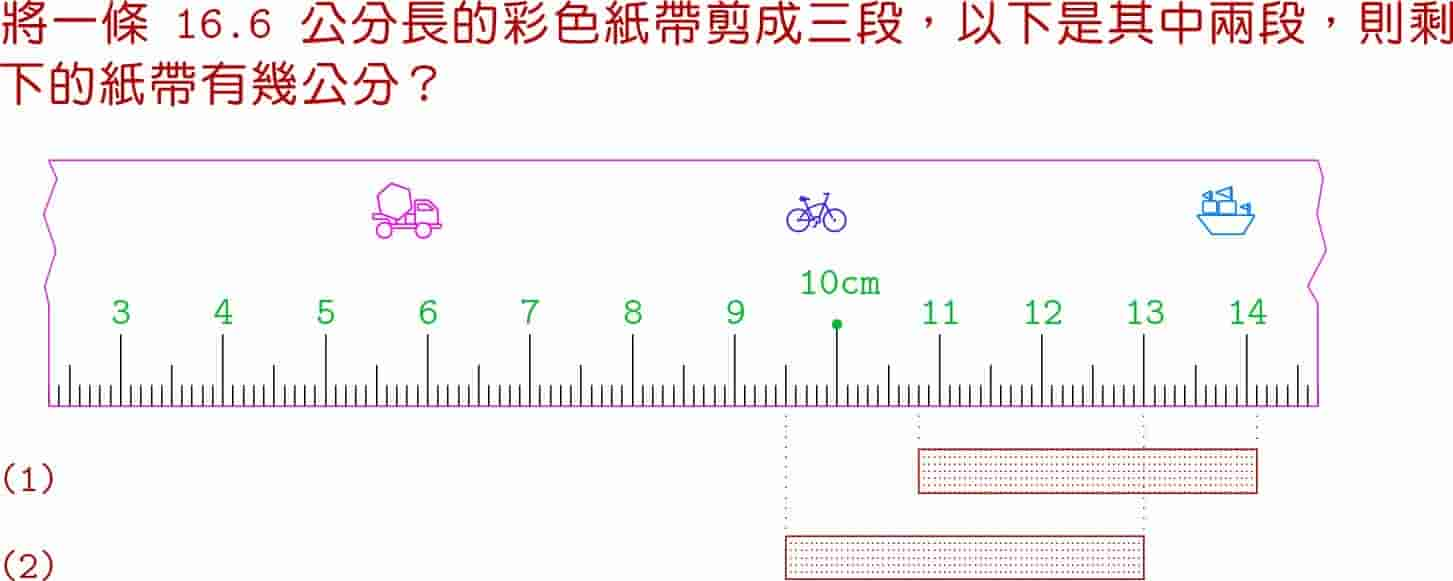 將一條 16.6 公分長的彩色紙帶剪成三段，以下是其中兩段，則剩
下的紙帶有幾公分？
10cm
3 4 5 6 7 8 9 11 12 13 14
(1)
(2)